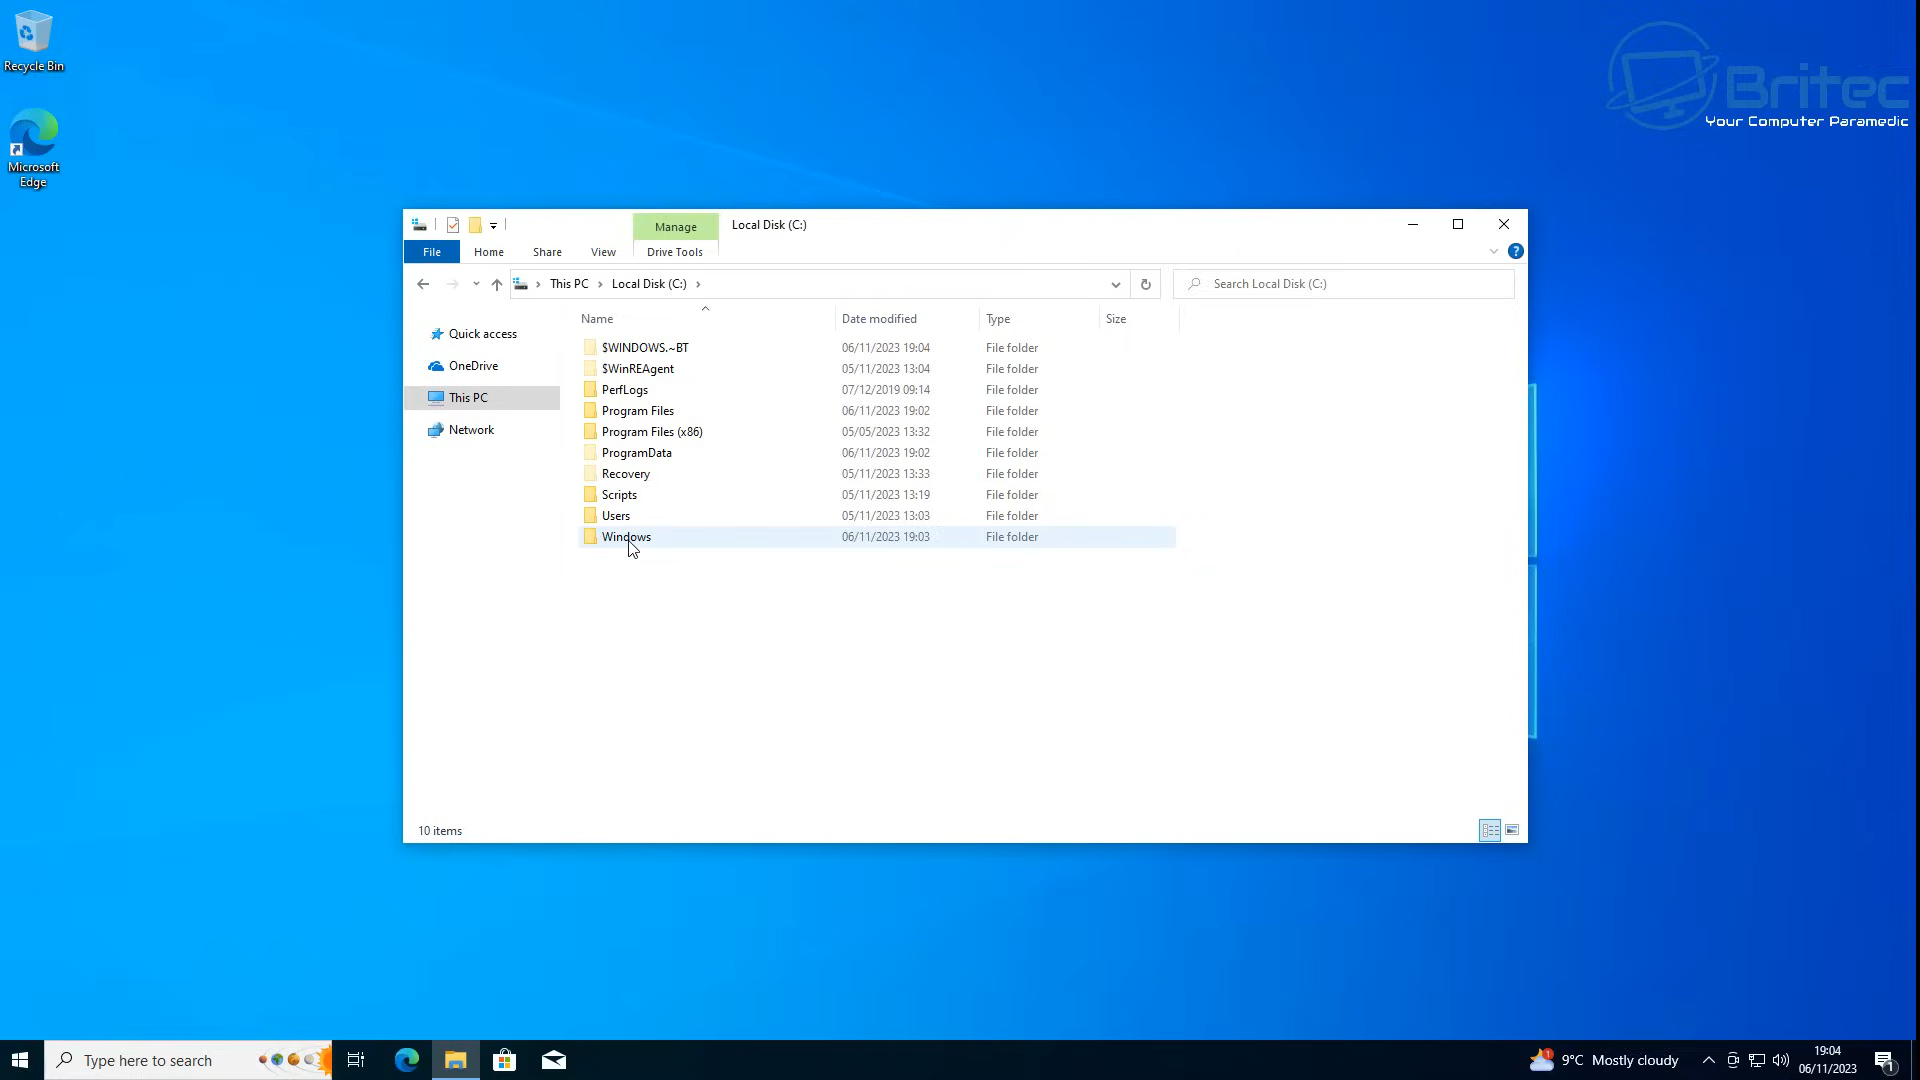 Recycle Bin
Microsoft
Edge
Britec
Your Computer Paramedic
Manage
Local Disk (C:)
File
Home
Share
View
Drive Tools
This PC
Local Disk (C:)
Search Local Disk (C:)
Name
Date modified
Type
Size
Quick access
OneDrive
This PC
Network
$WINDOWS.~BT 06/11/2023 19:04 File folder
$WinREAgent 05/11/2023 13:04 File folder
PerfLogs 07/12/2019 09:14 File folder
Program Files 06/11/2023 19:02 File folder
Program Files (x86) 05/05/2023 13:32 File folder
ProgramData 06/11/2023 19:02 File folder
Recovery 05/11/2023 13:33 File folder
Scripts 05/11/2023 13:19 File folder
Users 05/11/2023 13:03 File folder
Windows 06/11/2023 19:03 File folder
10 items
Type here to search
1
9°C Mostly cloudy
19:04
06/11/2023
1